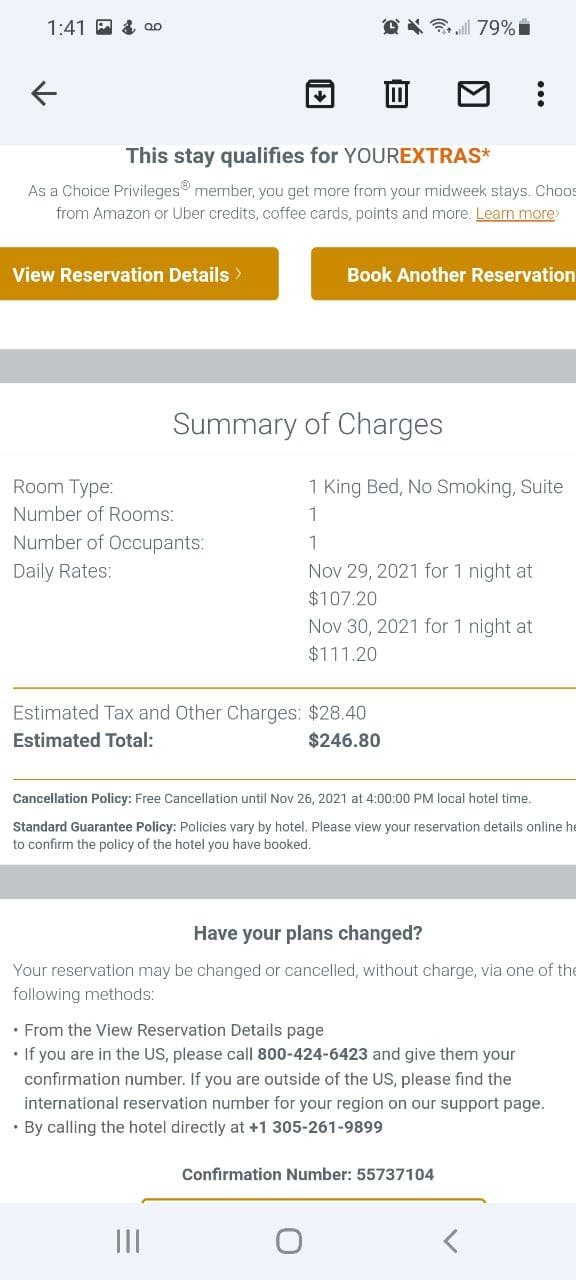 1:41 79%
This stay qualifies for YOUREXTRAS*
As a Choice Privileges® member, you get more from your midweek stays. Choos
from Amazon or Uber credits, coffee cards, points and more. Learn more›
View Reservation Details › Book Another Reservation
Summary of Charges
Room Type: 1 King Bed, No Smoking, Suite
Number of Rooms: 1
Number of Occupants: 1
Daily Rates: Nov 29, 2021 for 1 night at
$107.20
Nov 30, 2021 for 1 night at
$111.20
Estimated Tax and Other Charges: $28.40
Estimated Total: $246.80
Cancellation Policy: Free Cancellation until Nov 26, 2021 at 4:00:00 PM local hotel time.
Standard Guarantee Policy: Policies vary by hotel. Please view your reservation details online he
to confirm the policy of the hotel you have booked.
Have your plans changed?
Your reservation may be changed or cancelled, without charge, via one of the
following methods:
• From the View Reservation Details page
• If you are in the US, please call 800-424-6423 and give them your
confirmation number. If you are outside of the US, please find the
international reservation number for your region on our support page.
• By calling the hotel directly at +1 305-261-9899
Confirmation Number: 55737104